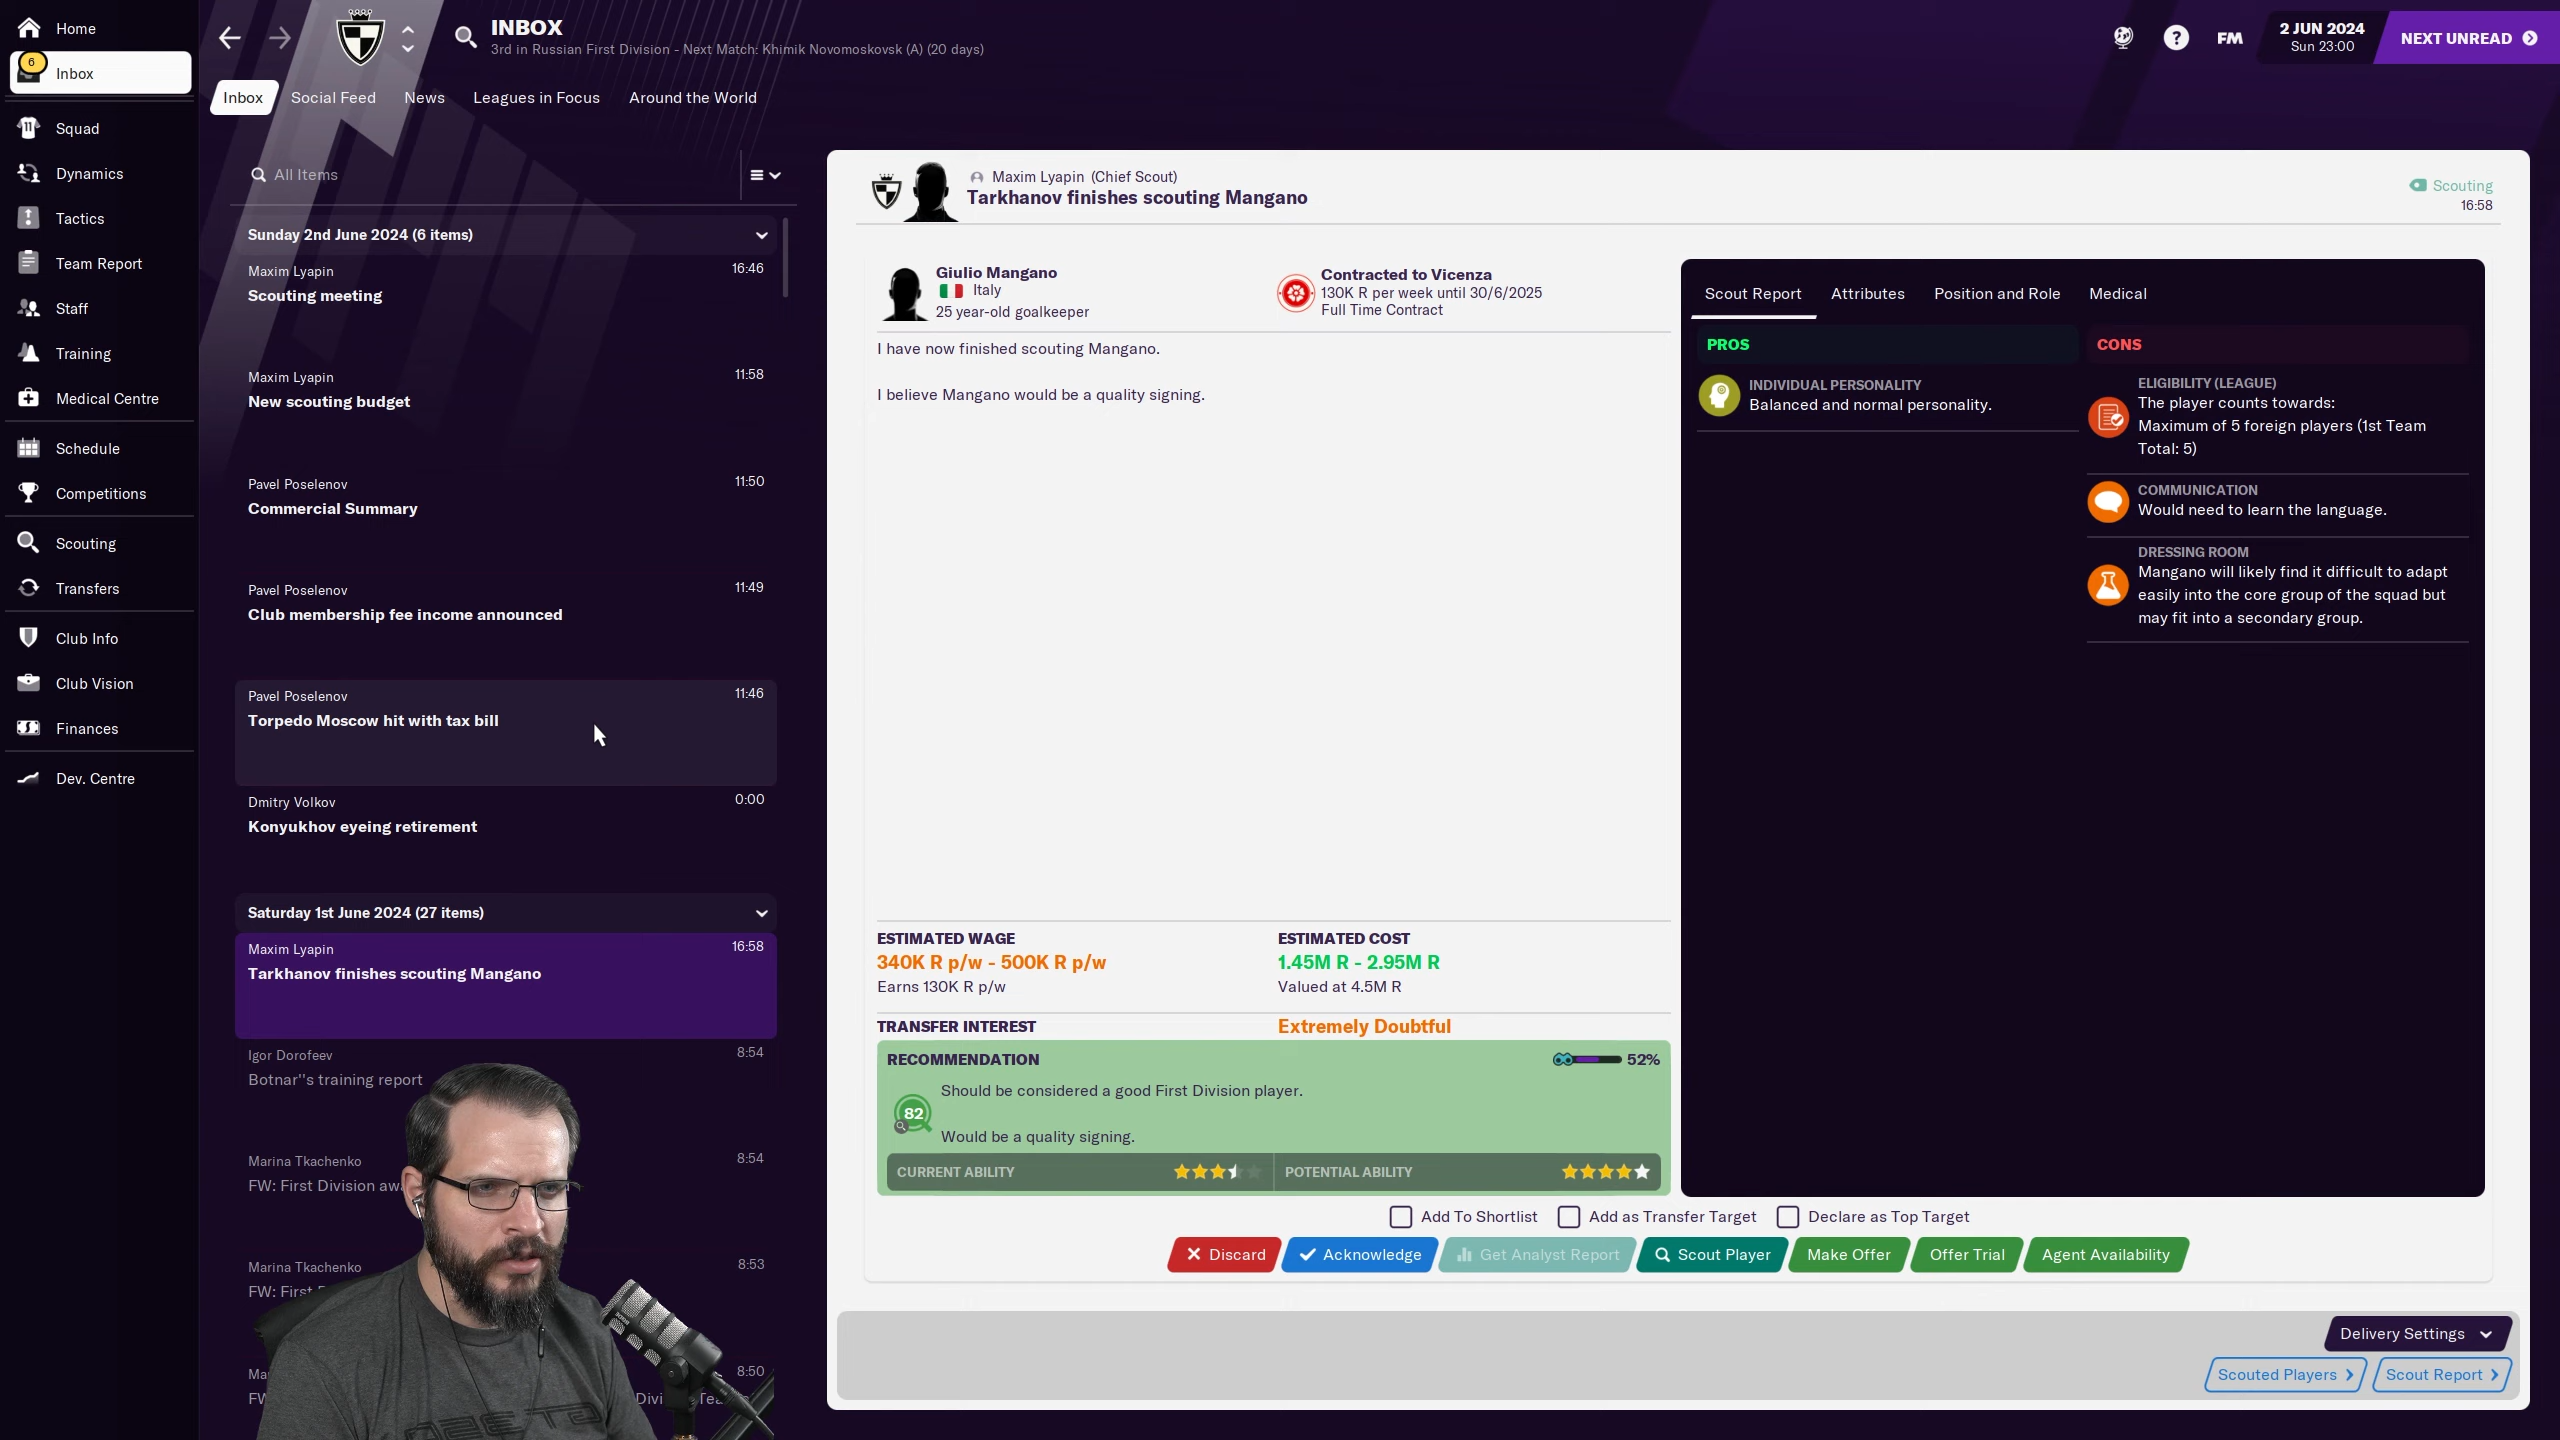 Home
6
Inbox
Squad
Dynamics
Tactics
Team Report
Staff
Training
Medical Centre
Schedule
Competitions
Scouting
Transfers
Club Info
Club Vision
Finances
Dev. Centre
INBOX
3rd in Russian First Division - Next Match: Khimik Novomoskovsk (A) (20 days)
FM
2 JUN 2024
Sun 23:00
NEXT UNREAD
Inbox
Social Feed
News
Leagues in Focus
Around the World
All Items
Sunday 2nd June 2024 (6 items)
Maxim Lyapin 16:46
Scouting meeting
Maxim Lyapin 11:58
New scouting budget
Pavel Poselenov 11:50
Commercial Summary
Pavel Poselenov 11:49
Club membership fee income announced
Pavel Poselenov 11:46
Torpedo Moscow hit with tax bill
Dmitry Volkov 0:00
Konyukhov eyeing retirement
Saturday 1st June 2024 (27 items)
Maxim Lyapin 16:58
Tarkhanov finishes scouting Mangano
Igor Dorofeev 8:54
Botnar''s training report
Marina Tkachenko 8:54
FW: First Division
Marina Tkachenko 8:53
FW: First
8:50
Maxim Lyapin (Chief Scout)
Tarkhanov finishes scouting Mangano
Scouting
16:58
Giulio Mangano
Italy
25 year-old goalkeeper
Contracted to Vicenza
130K R per week until 30/6/2025
Full Time Contract
I have now finished scouting Mangano.
I believe Mangano would be a quality signing.
ESTIMATED WAGE
340K R p/w - 500K R p/w
Earns 130K R p/w
ESTIMATED COST
1.45M R - 2.95M R
Valued at 4.5M R
TRANSFER INTEREST
Extremely Doubtful
RECOMMENDATION
52%
82
Should be considered a good First Division player.
Would be a quality signing.
CURRENT ABILITY
POTENTIAL ABILITY
Scout Report
Attributes
Position and Role
Medical
PROS
INDIVIDUAL PERSONALITY
Balanced and normal personality.
CONS
ELIGIBILITY (LEAGUE)
The player counts towards:
Maximum of 5 foreign players (1st Team
Total: 5)
COMMUNICATION
Would need to learn the language.
DRESSING ROOM
Mangano will likely find it difficult to adapt
easily into the core group of the squad but
may fit into a secondary group.
Add To Shortlist
Add as Transfer Target
Declare as Top Target
Discard
Acknowledge
Get Analyst Report
Scout Player
Make Offer
Offer Trial
Agent Availability
Delivery Settings
Scouted Players
Scout Report